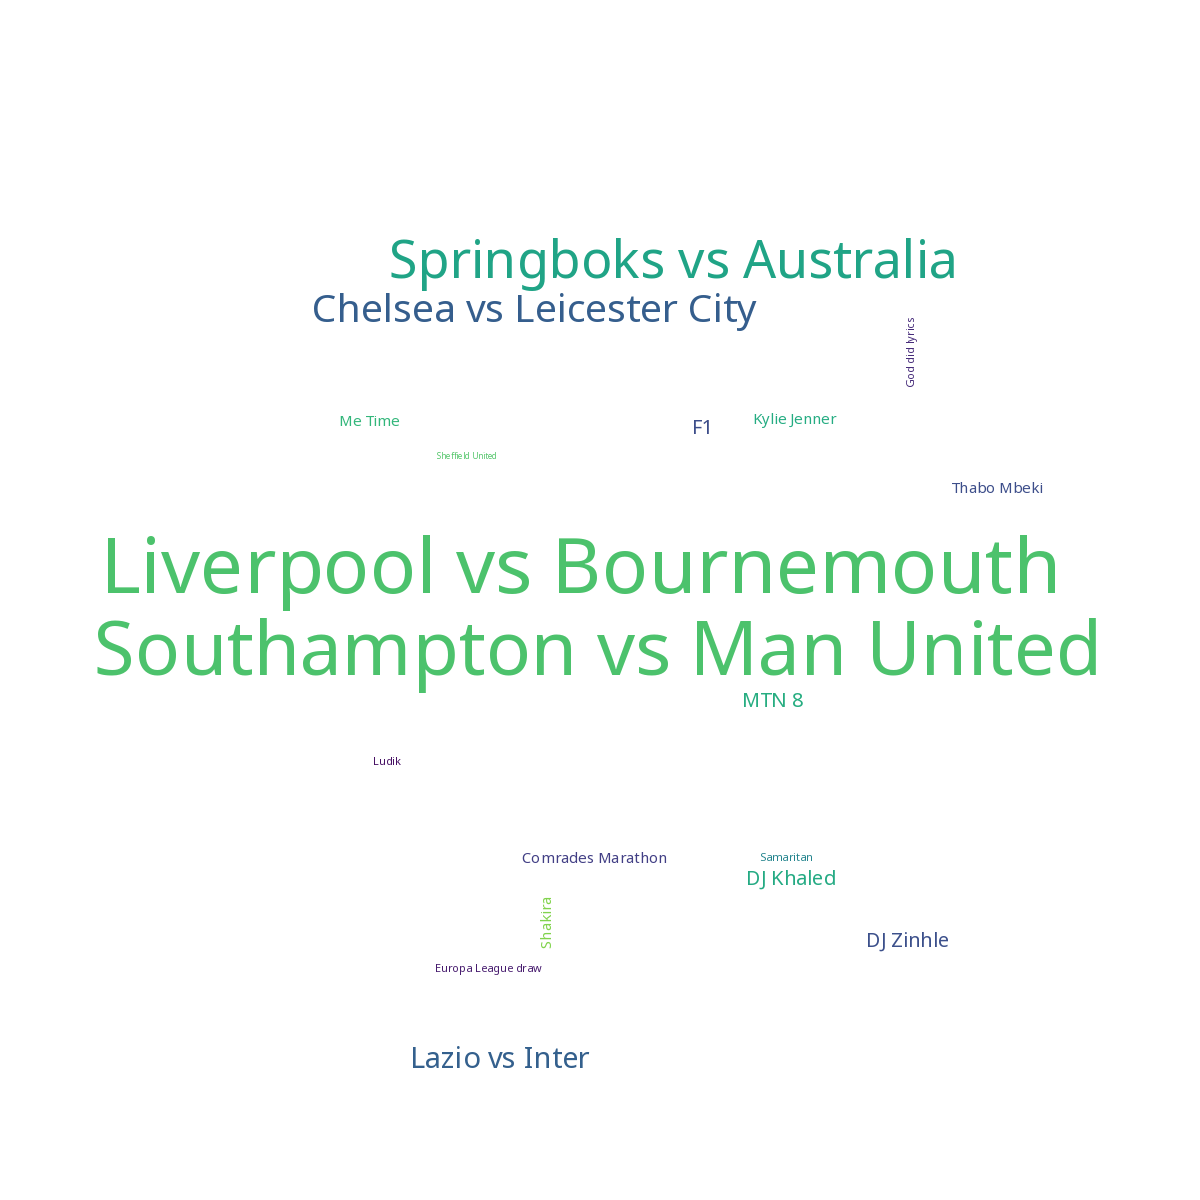 Springboks vs Australia
Chelsea vs Leicester City
God did lyrics
Me Time
Kylie Jenner
F1
Sheffield United
Thabo Mbeki
Liverpool vs Bournemouth
Southampton vs Man United
MTN 8
Ludik
Comrades Marathon
Samaritan
DJ Khaled
Shakira
DJ Zinhle
Europa League draw
Lazio vs Inter